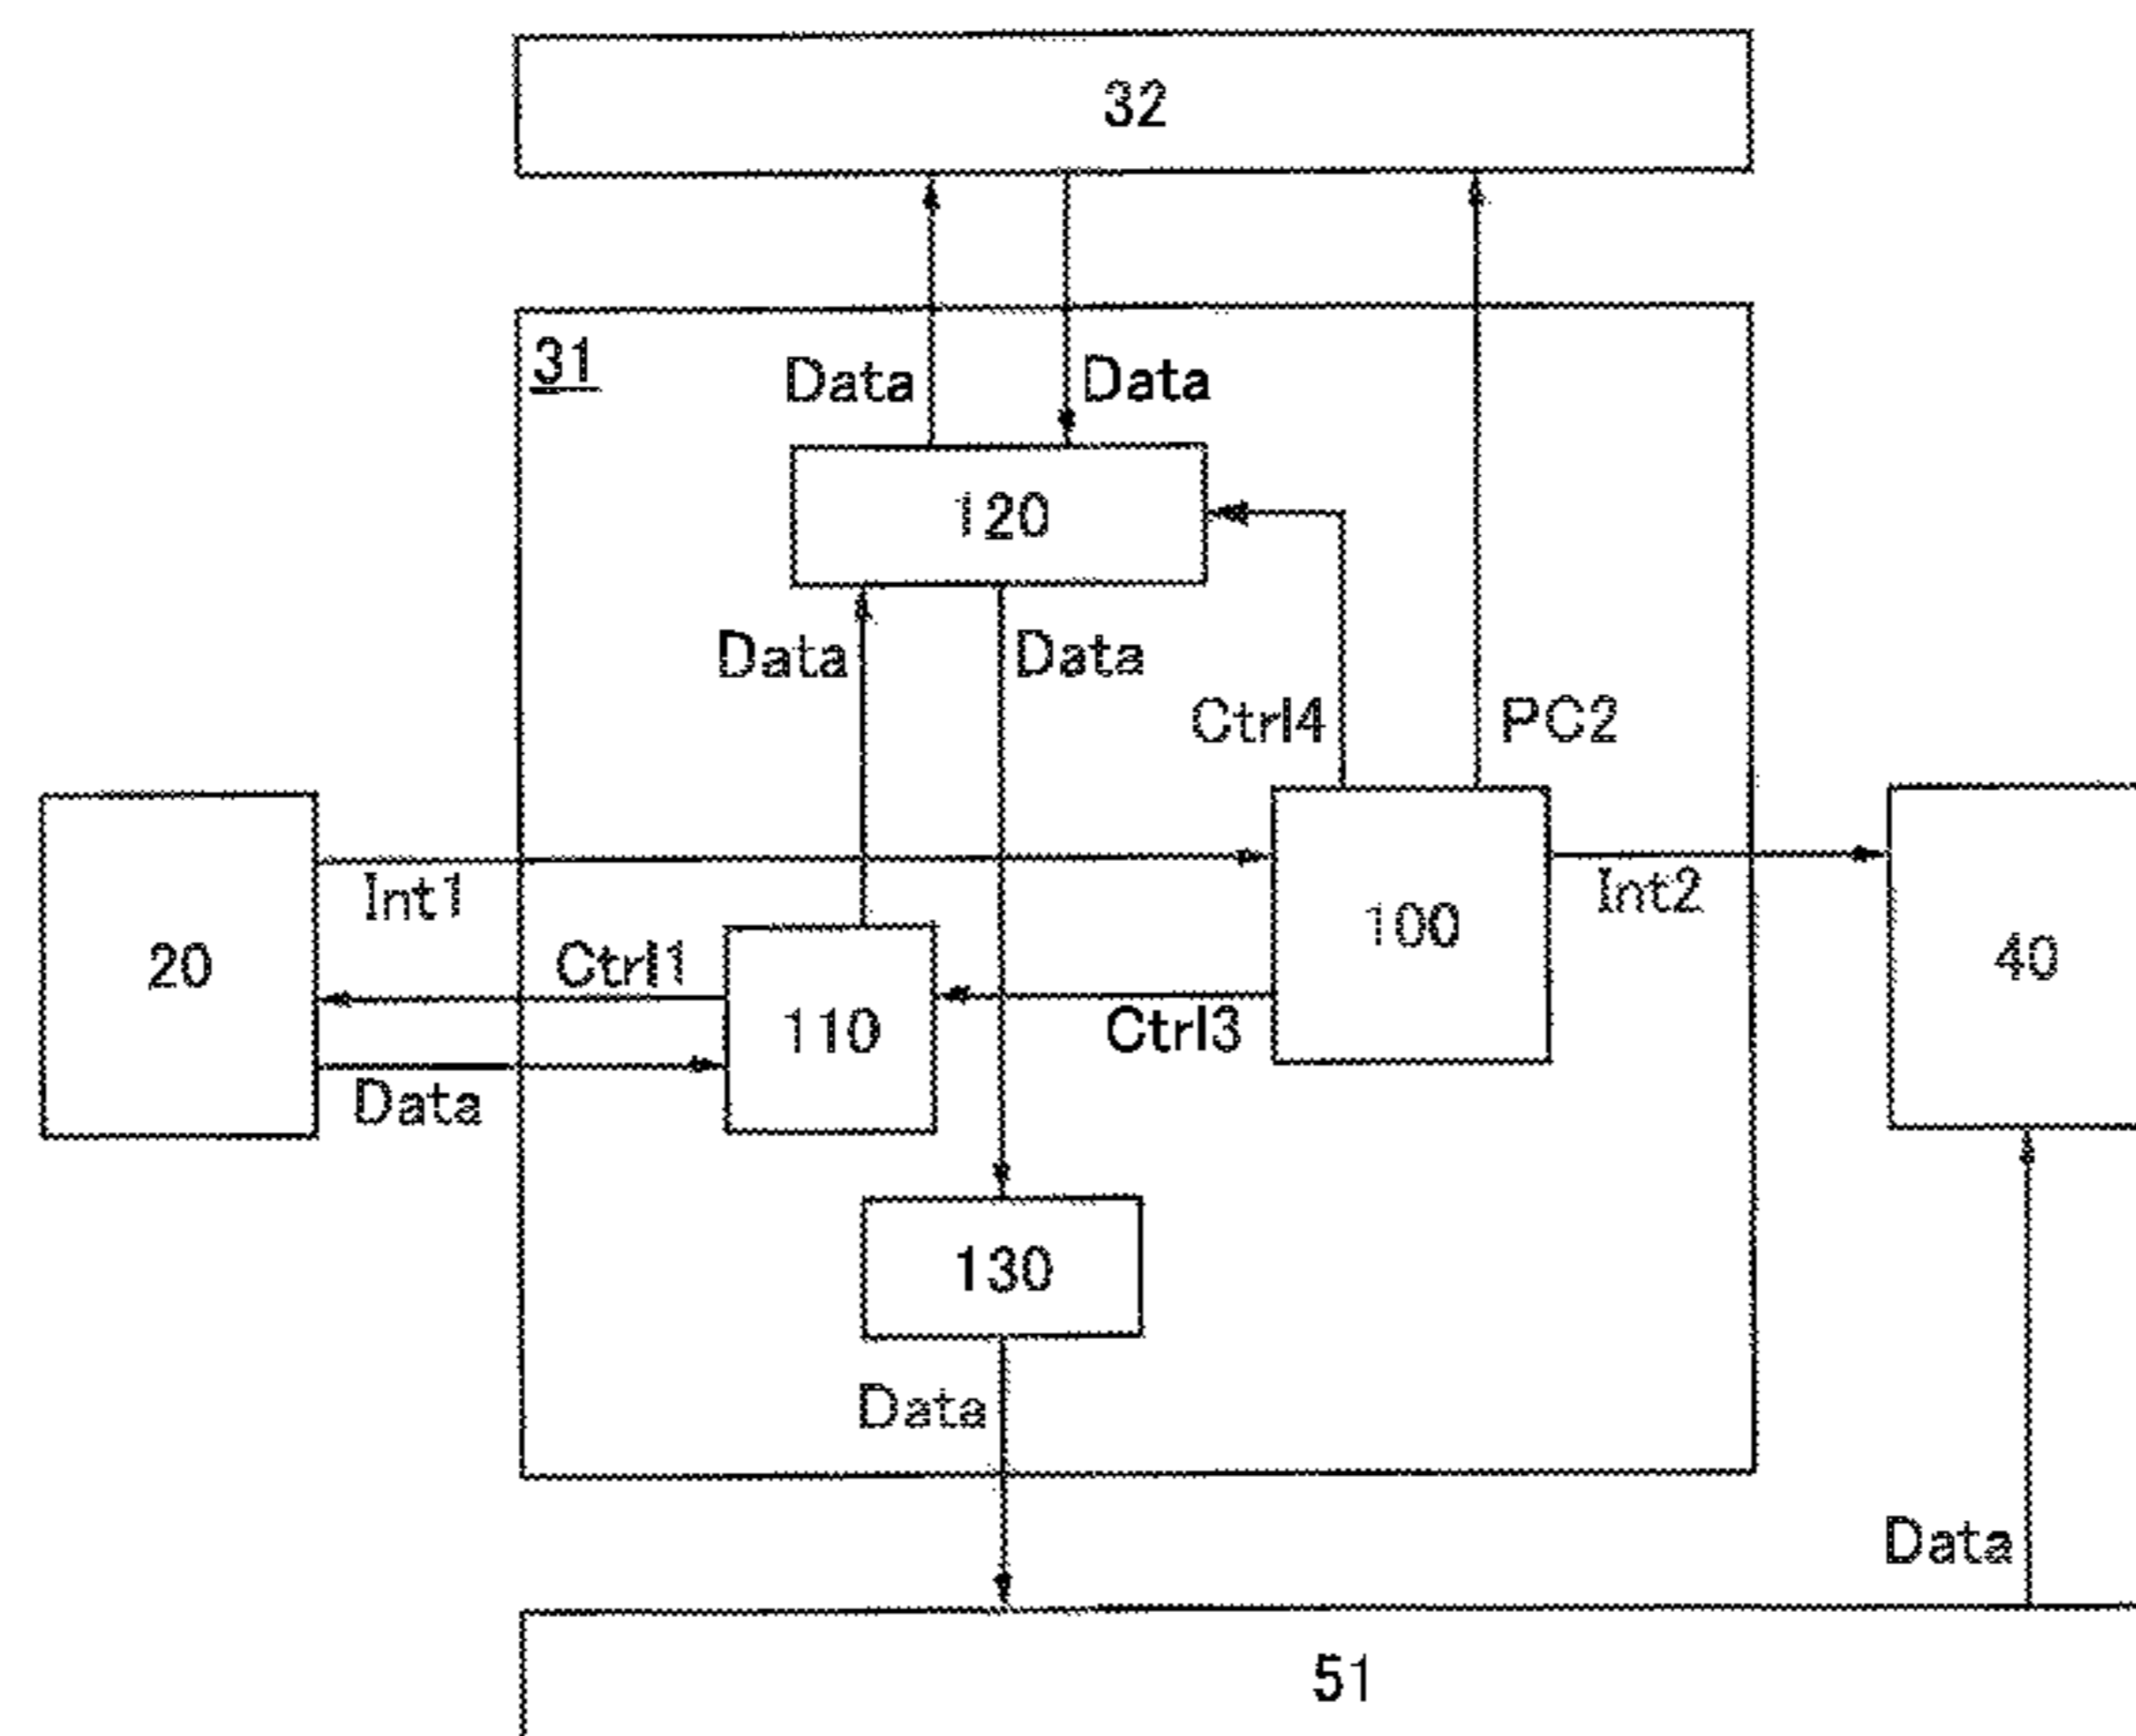 32
31
Data
Data
120
Data
Data
Ctrl4
PC2
Int1
Int2
20
Ctrl1
100
40
110
Ctrl3
Data
130
Data
Data
51